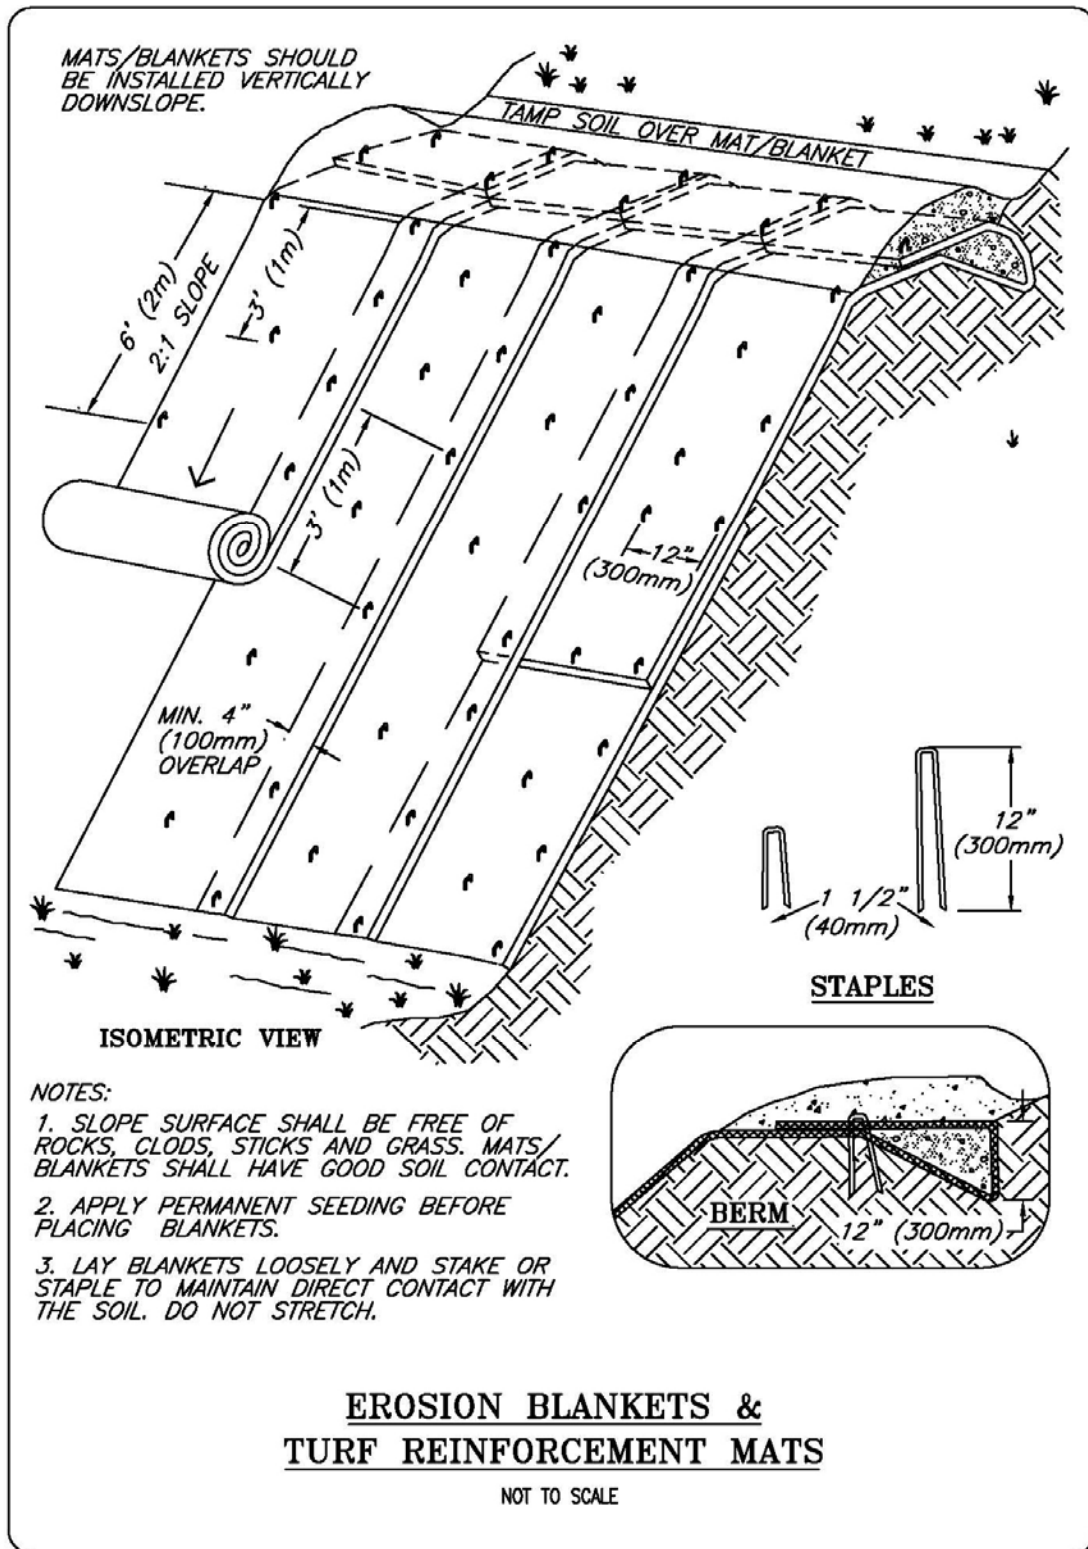 MATS/BLANKETS SHOULD
BE INSTALLED VERTICALLY
DOWNSLOPE.
TAMP SOIL OVER MAT/BLANKET
6' (2m)
2:1 SLOPE
3' (1m)
3' (1m)
12"
(300mm)
MIN. 4"
(100mm)
OVERLAP
12"
(300mm)
1 1/2"
(40mm)
STAPLES
ISOMETRIC VIEW
BERM
12" (300mm)
NOTES:
1. SLOPE SURFACE SHALL BE FREE OF
ROCKS, CLODS, STICKS AND GRASS. MATS/
BLANKETS SHALL HAVE GOOD SOIL CONTACT.
2. APPLY PERMANENT SEEDING BEFORE
PLACING BLANKETS.
3. LAY BLANKETS LOOSELY AND STAKE OR
STAPLE TO MAINTAIN DIRECT CONTACT WITH
THE SOIL. DO NOT STRETCH.
EROSION BLANKETS &
TURF REINFORCEMENT MATS
NOT TO SCALE